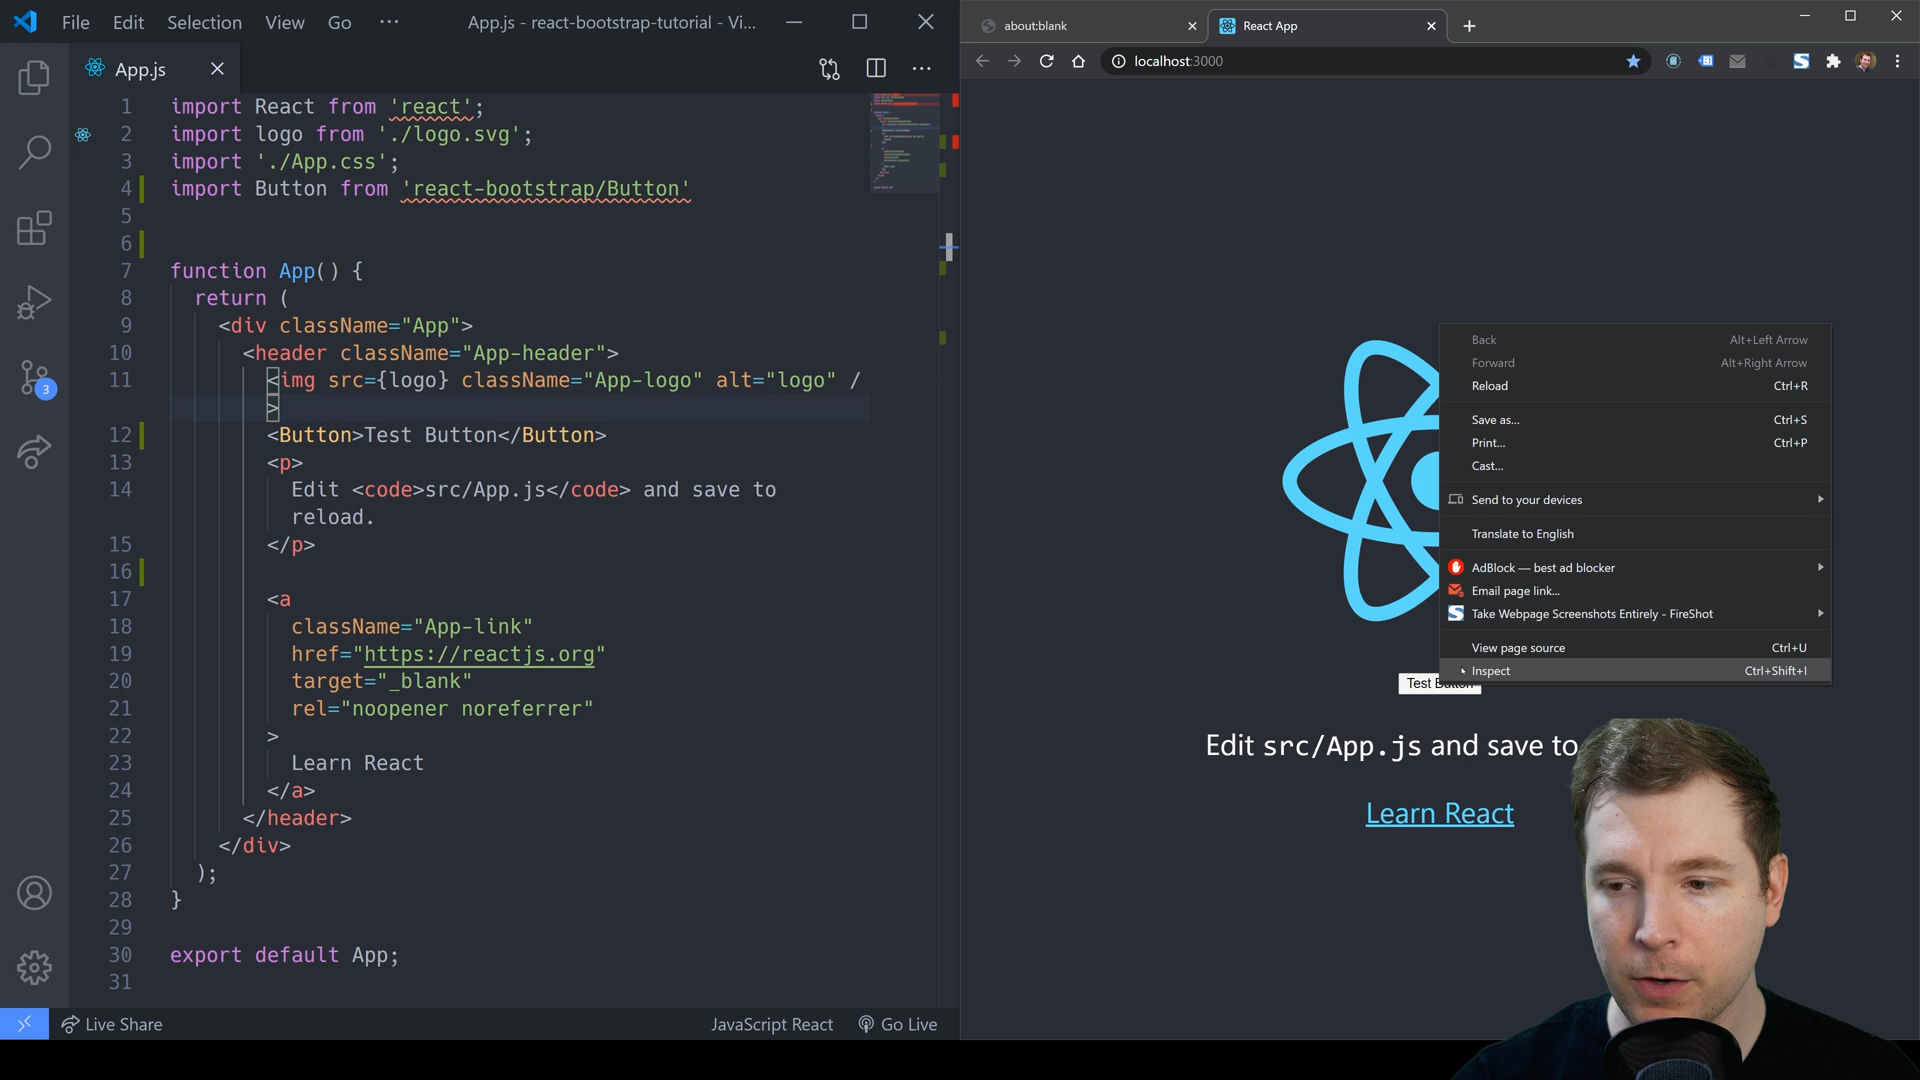 File Edit Selection View Go ··· App.js - react-bootstrap-tutorial - Vi...
App.js
1 import React from 'react';
2 import logo from './logo.svg';
3 import './App.css';
4 import Button from 'react-bootstrap/Button'
5
6
7 function App() {
8 return (
9 <div className="App">
10 <header className="App-header">
11 <img src={logo} className="App-logo" alt="logo" /
>
12 <Button>Test Button</Button>
13 <p>
14 Edit <code>src/App.js</code> and save to
reload.
15 </p>
16
17 <a
18 className="App-link"
19 href="https://reactjs.org"
20 target="_blank"
21 rel="noopener noreferrer"
22 >
23 Learn React
24 </a>
25 </header>
26 </div>
27 );
28 }
29
30 export default App;
31
3
Live Share JavaScript React Go Live
about:blank React App
localhost:3000
Back Alt+Left Arrow
Forward Alt+Right Arrow
Reload Ctrl+R
Save as... Ctrl+S
Print... Ctrl+P
Cast...
Send to your devices
Translate to English
AdBlock — best ad blocker
Email page link...
Take Webpage Screenshots Entirely - FireShot
View page source Ctrl+U
Inspect Ctrl+Shift+I
Test Button
Edit src/App.js and save to
Learn React